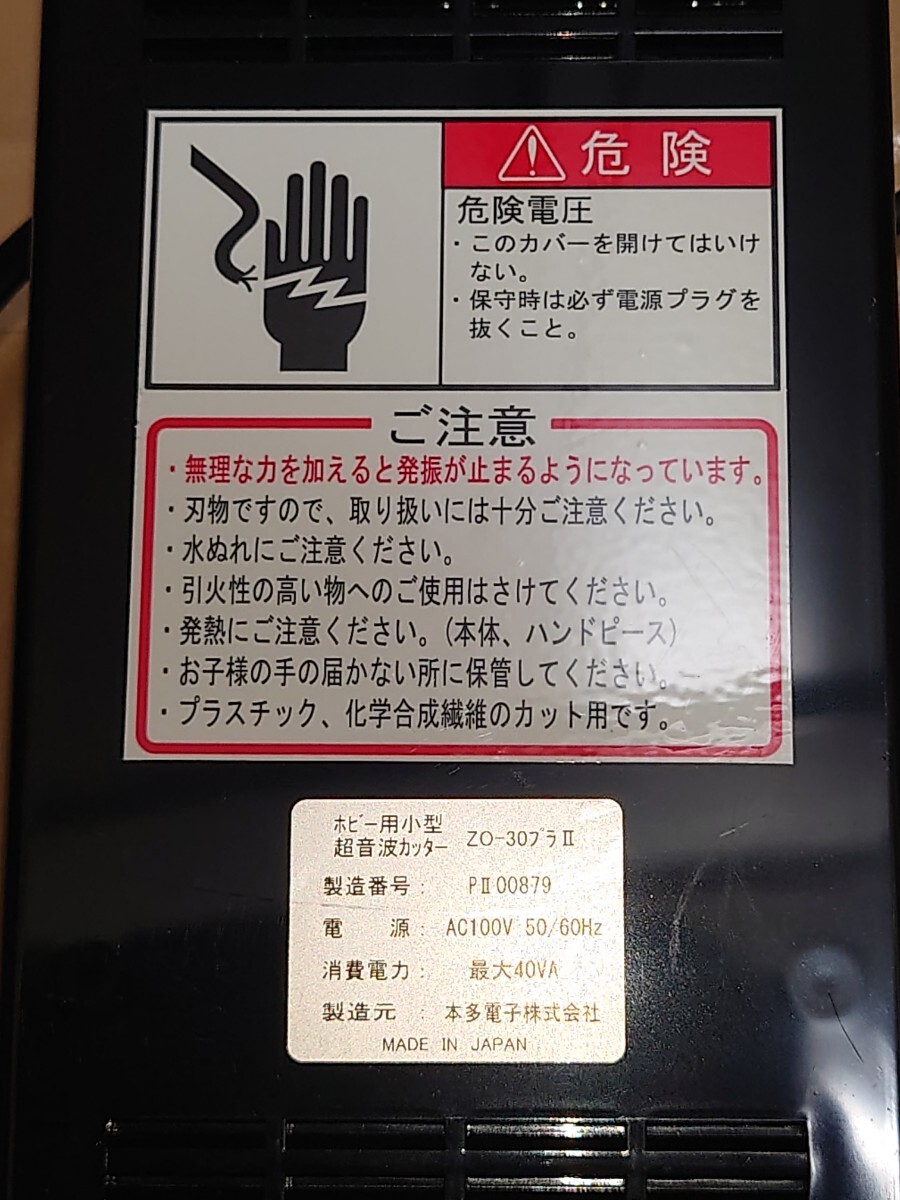 危険
危険電圧
・このカバーを開けてはいけ
ない。
・保守時は必ず電源プラグを
抜くこと。
ご注意
・無理な力を加えると発振が止まるようになっています。
・刃物ですので、取り扱いには十分ご注意ください。
・水ぬれにご注意ください。
・引火性の高い物へのご使用はさけてください。
・発熱にご注意ください。(本体、ハンドピース)
・お子様の手の届かない所に保管してください。
・プラスチック、化学合成繊維のカット用です。
ホビー用小型
超音波カッター ZO-30プラⅡ
製造番号: PⅡ00879
電 源: AC100V 50/60Hz
消費電力: 最大40VA
製造元: 本多電子株式会社
MADE IN JAPAN